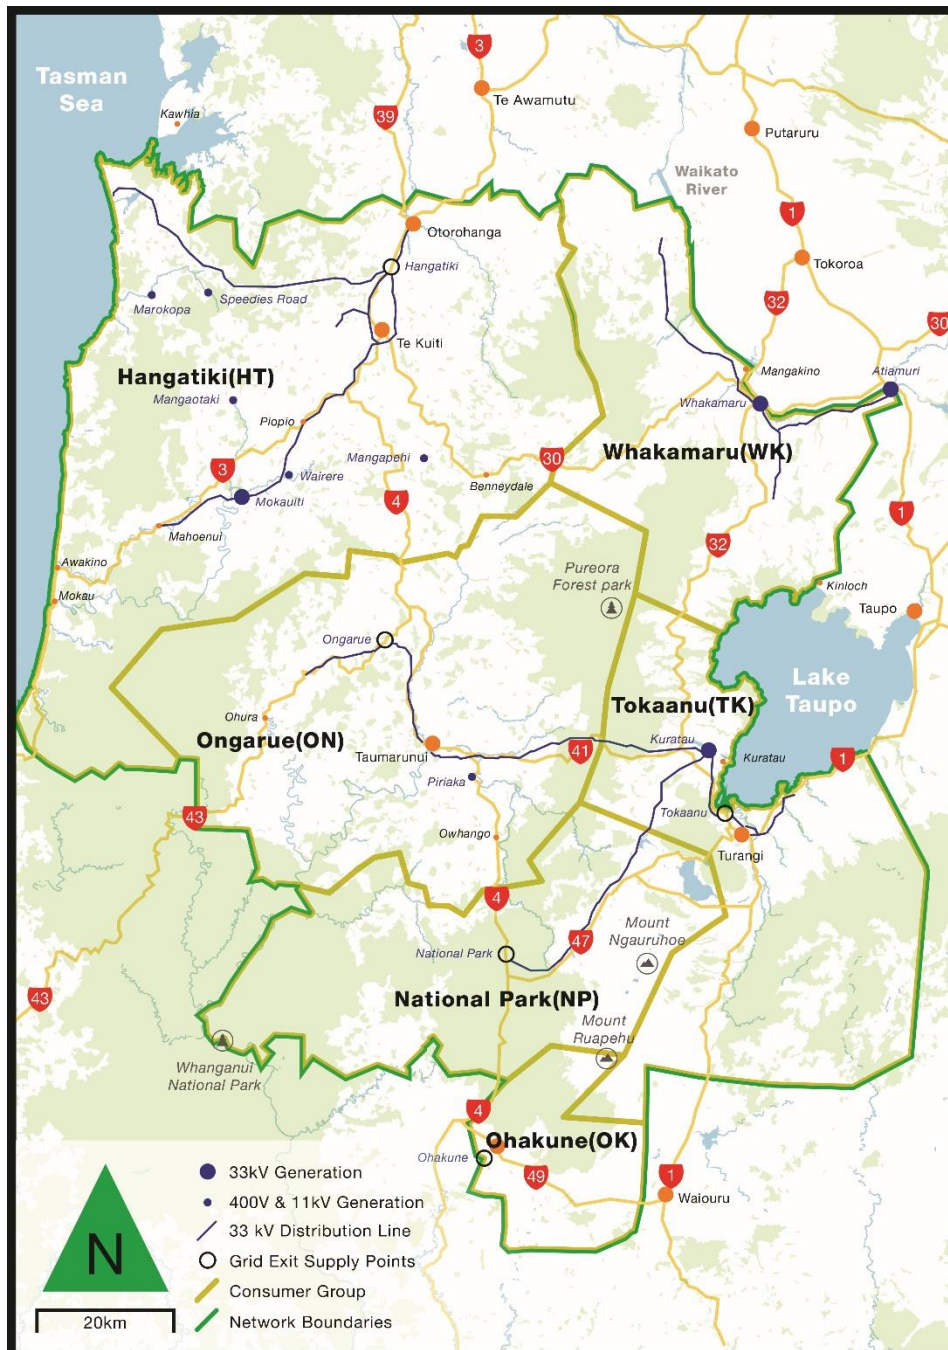 Tasman
Sea
Kawhia
3
39
Te Awamutu
Putaruru
Waikato
River
1
Otorohanga
Hangatiki
Tokoroa
32
30
Marokopa
Speedies Road
Te Kuiti
Hangatiki(HT)
Mangaotaki
Mangakino
Atiamuri
Whakamaru
Piopio
Whakamaru(WK)
3
Mangapehi
30
Wairere
Benneydale
Mokauiti
4
1
Mahoenui
32
Awakino
Mokau
Pureora
Forest park
Kinloch
Taupo
Ongarue
Lake
Taupo
Tokaanu(TK)
Ohura
Ongarue(ON)
Taumarunui
41
Kuratau
Kuratau
1
Piriaka
43
Tokaanu
Owhango
Turangi
4
47
Mount
Ngauruhoe
National Park
43
National Park(NP)
Mount
Ruapehu
Whanganui
National Park
4
Ohakune(OK)
Ohakune
49
1
Waiouru
N
20km
33kV Generation
400V & 11kV Generation
33 kV Distribution Line
Grid Exit Supply Points
Consumer Group
Network Boundaries